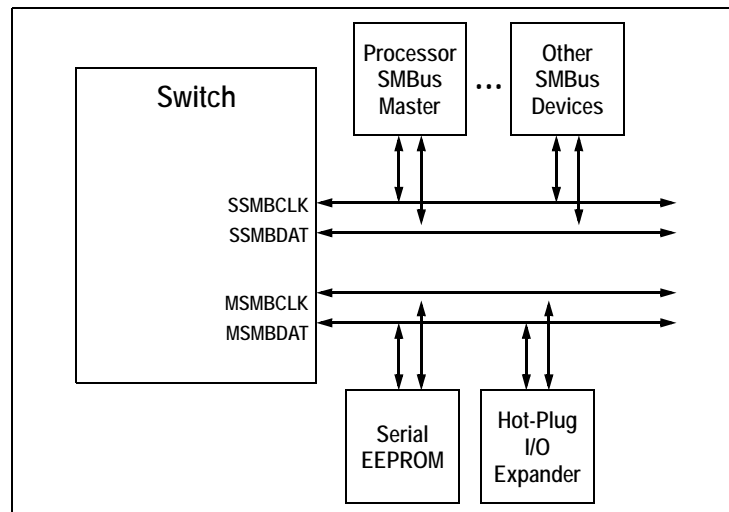 Processor
SMBus
Master
...
Other
SMBus
Devices
Switch
SSMBCLK
SSMBDAT
MSMBCLK
MSMBDAT
Serial
EEPROM
Hot-Plug
I/O
Expander